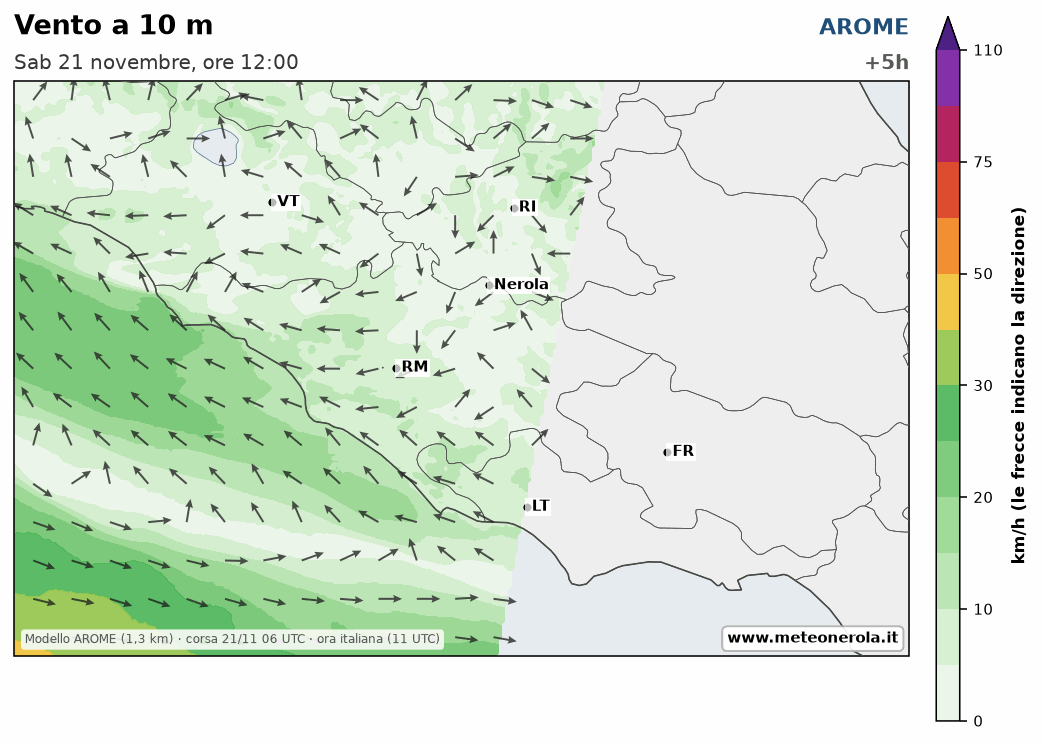 Vento a 10 m
AROME
Sab 21 novembre, ore 12:00
+5h
110
75
50
30
20
10
0
km/h (le frecce indicano la direzione)
VT
RI
Nerola
RM
FR
LT
Modello AROME (1,3 km) · corsa 21/11 06 UTC · ora italiana (11 UTC)
www.meteonerola.it